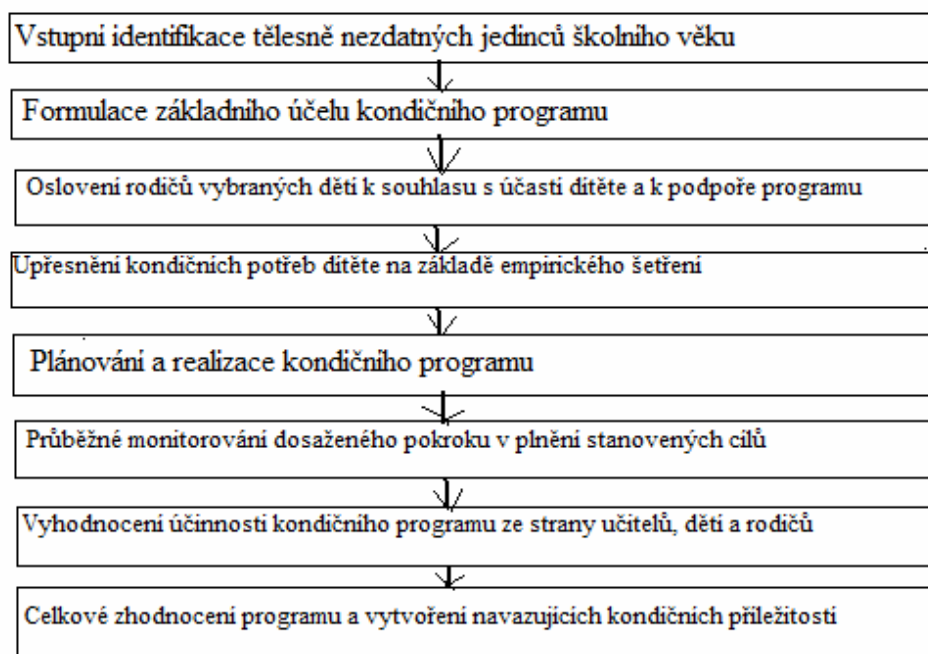 Vstupní identifikace tělesně nezdatných jedinců školního věku
Formulace základního účelu kondičního programu
Oslovení rodičů vybraných dětí k souhlasu s účastí dítěte a k podpoře programu
Upřesnění kondičních potřeb dítěte na základě empirického šetření
Plánování a realizace kondičního programu
Průběžné monitorování dosaženého pokroku v plnění stanovených cílů
Vyhodnocení účinnosti kondičního programu ze strany učitelů, dětí a rodičů
Celkové zhodnocení programu a vytvoření navazujících kondičních příležitostí